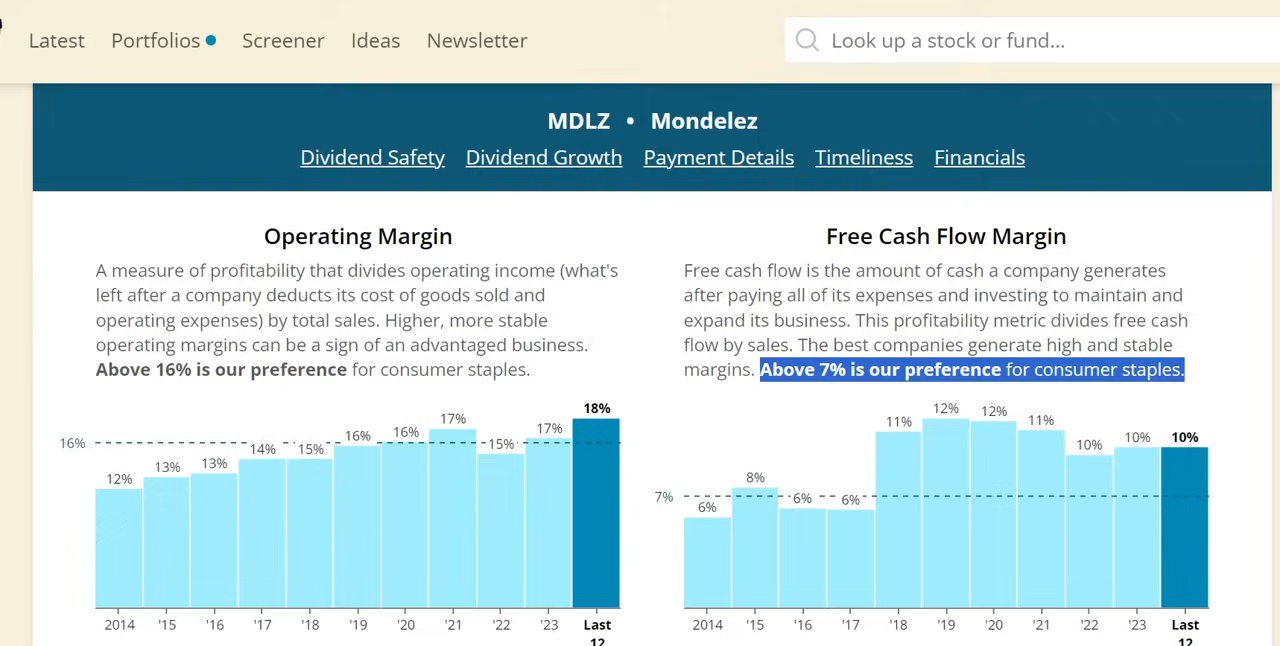 Latest Portfolios Screener Ideas Newsletter
Look up a stock or fund...
MDLZ • Mondelez
Dividend Safety Dividend Growth Payment Details Timeliness Financials
Operating Margin
A measure of profitability that divides operating income (what's
left after a company deducts its cost of goods sold and
operating expenses) by total sales. Higher, more stable
operating margins can be a sign of an advantaged business.
Above 16% is our preference for consumer staples.
16%
12% 13% 13% 14% 15% 16% 16% 17% 15% 17% 18%
2014 '15 '16 '17 '18 '19 '20 '21 '22 '23 Last
12
Free Cash Flow Margin
Free cash flow is the amount of cash a company generates
after paying all of its expenses and investing to maintain and
expand its business. This profitability metric divides free cash
flow by sales. The best companies generate high and stable
margins. Above 7% is our preference for consumer staples.
7%
6% 8% 6% 6% 11% 12% 12% 11% 10% 10% 10%
2014 '15 '16 '17 '18 '19 '20 '21 '22 '23 Last
12